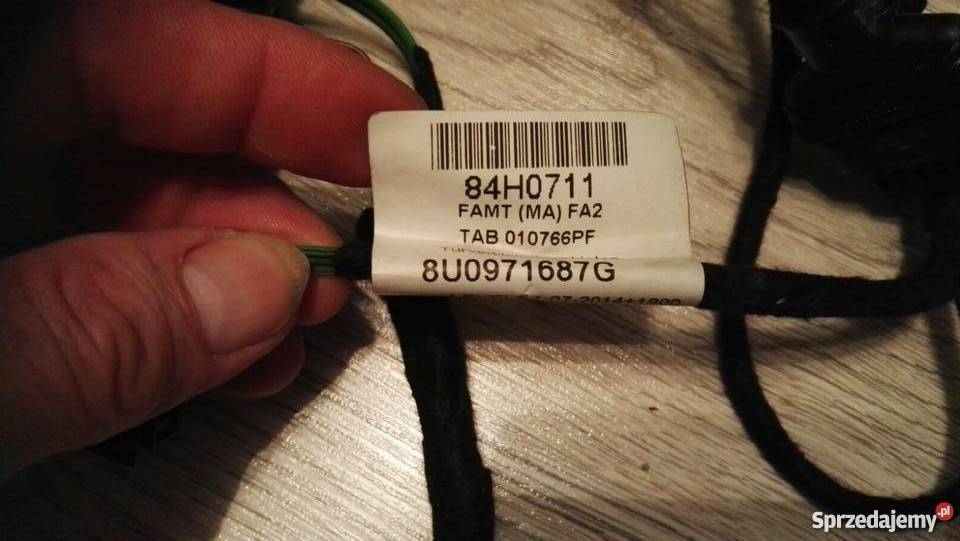 84H0711
FAMT (MA) FA2
TAB 010766PF
8U0971687G
Sprzedajemy.pl